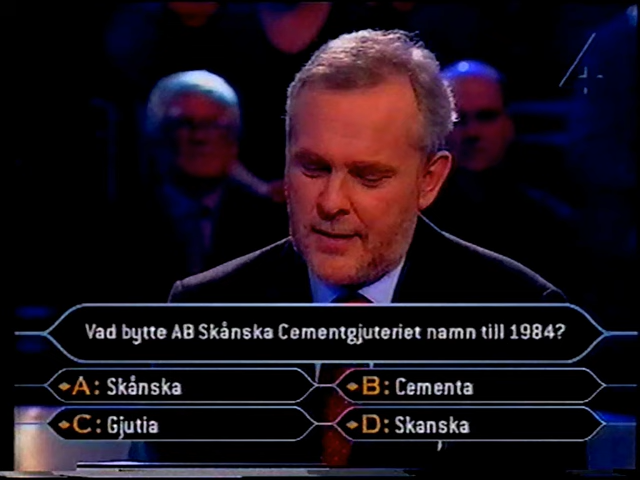 Vad bytte AB Skånska Cementgjuteriet namn till 1984?
A: Skånska
B: Cementa
C: Gjutia
D: Skanska